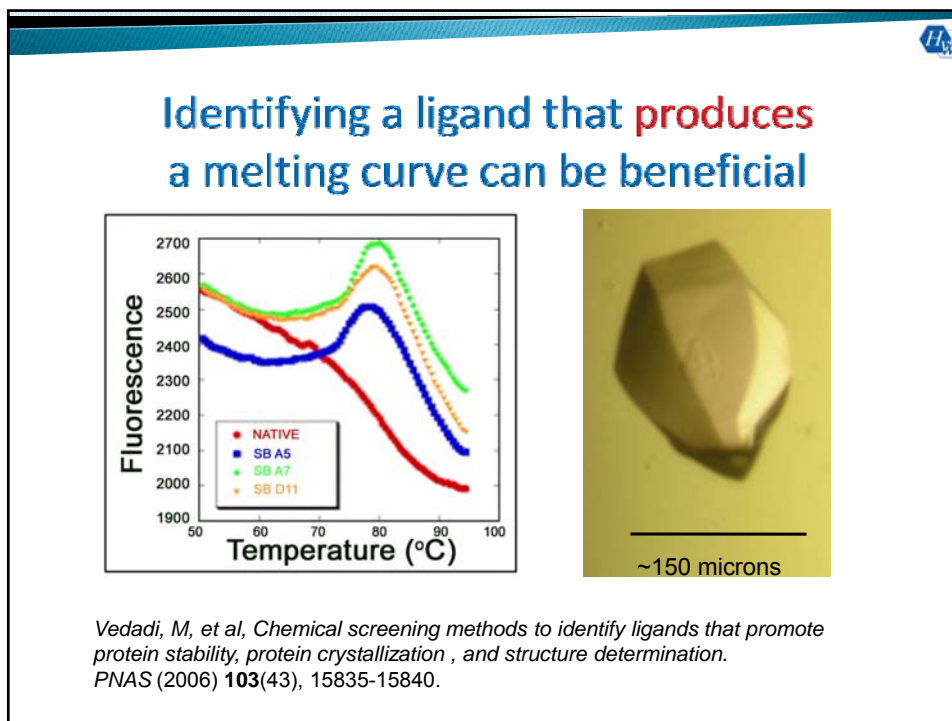 Identifying a ligand that produces
a melting curve can be beneficial
2700
2600
2500
2400
2300
2200
2100
2000
1900
Fluorescence
NATIVE
SB A5
SB A7
SB D11
50
60
70
80
90
100
Temperature (°C)
~150 microns
Vedadi, M, et al, Chemical screening methods to identify ligands that promote
protein stability, protein crystallization , and structure determination.
PNAS (2006) 103(43), 15835-15840.